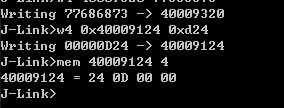 Writing 77686873 -> 40009320
J-Link>w4 0x40009124 0xd24
Writing 00000D24 -> 40009124
J-Link>mem 40009124 4
40009124 = 24 0D 00 00
J-Link>